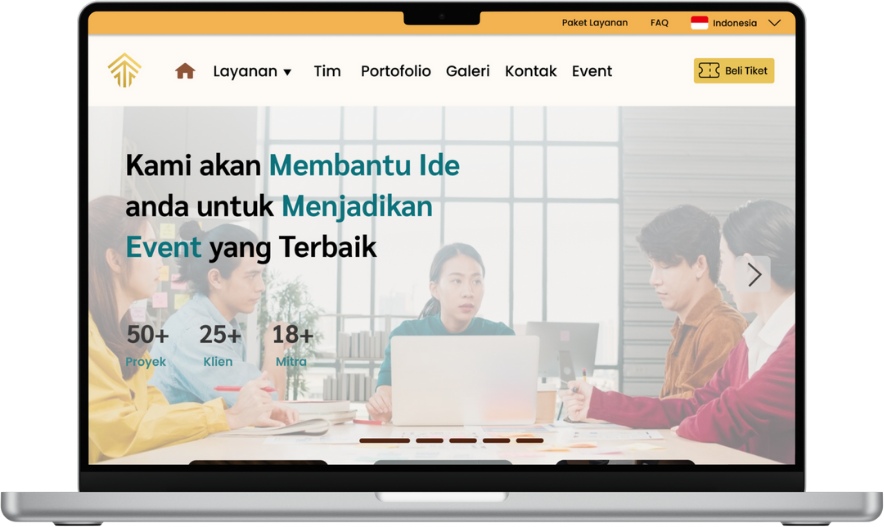 Paket Layanan FAQ Indonesia
Layanan Tim Portofolio Galeri Kontak Event Beli Tiket
Kami akan Membantu Ide
anda untuk Menjadikan
Event yang Terbaik
50+ 25+ 18+
Proyek Klien Mitra